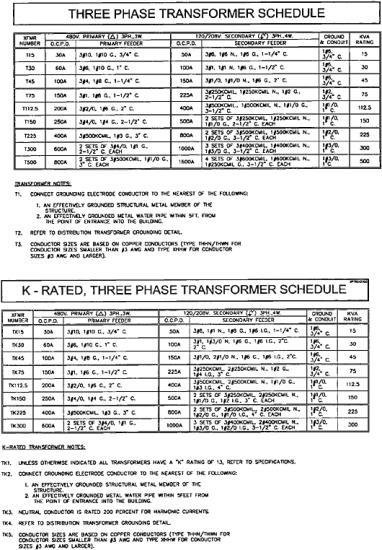 THREE PHASE TRANSFORMER SCHEDULE
XFMR NUMBER
480V. PRIMARY (Δ) 3PH.,3W.
120/208V. SECONDARY 3PH.,4W.
GROUND & CONDUIT
KVA RATING
O.C.P.D. PRIMARY FEEDER O.C.P.D. SECONDARY FEEDER
T15 30A 3#10, 1#10 G., 3/4" C. 50A 3#6, 1#6 N., 1#6 G., 1-1/4" C. 1#6, 3/4" C. 15
T30 60A 3#6, 1#10 G., 1" C. 100A 3#1, 1#1 N., 1#6 G., 1-1/2" C. 1#6, 3/4" C. 30
T45 100A 3#4, 1#8 G., 1-1/4" C. 150A 3#1/0, 1#1/0 N., 1#6 G., 2" C. 1#6, 3/4" C. 45
T75 150A 3#1, 1#6 G., 1-1/2" C. 225A 3#250KCMIL, 1#250KCMIL N., 1#2 G., 2-1/2" C. 1#2, 3/4" C. 75
T112.5 200A 3#2/0, 1#6 G., 2" C. 400A 3#500KCMIL, 1#500KCMIL N., 1#1/0 G., 3-1/2" C. 1#1/0, 1" C. 112.5
T150 250A 3#4/0, 1#4 G., 2-1/2" C. 500A 2 SETS OF 3#250KCMIL, 1#250KCMIL N., 1#1/0 G., 2-1/2" C. EACH 1#1/0, 1" C. 150
T225 400A 3#500KCMIL, 1#3 G., 3" C. 800A 2 SETS OF 3#500KCMIL, 1#500KCMIL N., 1#2/0 G., 3-1/2" C. EACH 1#2/0, 1" C. 225
T300 600A 2 SETS OF 3#4/0, 1#1 G., 2-1/2" C. EACH 1000A 3 SETS OF 3#400KCMIL, 1#400KCMIL N., 1#3/0 G., 3-1/2" C. EACH 1#3/0, 1" C. 300
T500 800A 2 SETS OF 3#500KCMIL, 1#1/0 G., 3" C. EACH 1600A 4 SETS OF 3#600KCMIL, 1#600KCMIL N., 1#250KCMIL G., 3-1/2" C. EACH 1#3/0, 1" C. 500
TRANSFORMER NOTES:
T1. CONNECT GROUNDING ELECTRODE CONDUCTOR TO THE NEAREST OF THE FOLLOWING:
1. AN EFFECTIVELY GROUNDED STRUCTURAL METAL MEMBER OF THE
STRUCTURE.
2. AN EFFECTIVELY GROUNDED METAL WATER PIPE WITHIN 5FT. FROM
THE POINT OF ENTRANCE INTO THE BUILDING.
T2. REFER TO DISTRIBUTION TRANSFORMER GROUNDING DETAIL.
T3. CONDUCTOR SIZES ARE BASED ON COPPER CONDUCTORS (TYPE THHN/THWN FOR
CONDUCTOR SIZES SMALLER THAN #3 AWG AND TYPE XHHW FOR CONDUCTOR
SIZES #3 AWG AND LARGER).
K - RATED, THREE PHASE TRANSFORMER SCHEDULE
XFMR NUMBER
480V. PRIMARY (Δ) 3PH.,3W.
120/208V. SECONDARY 3PH.,4W.
GROUND & CONDUIT
KVA RATING
O.C.P.D. PRIMARY FEEDER O.C.P.D. SECONDARY FEEDER
TK15 30A 3#10, 1#10 G., 3/4" C. 50A 3#8, 1#1 N., 1#8 G., 1#6 I.G., 1-1/4" C. 1#6, 3/4" C. 15
TK30 60A 3#6, 1#10 G., 1" C. 100A 3#1, 1#3/0 N., 1#6 G., 1#6 I.G., 2" C. 1#6, 3/4" C. 30
TK45 100A 3#4, 1#8 G., 1-1/4" C. 150A 3#1/0, 2#1/0 N., 1#6 G., 1#6 I.G., 2" C. 1#6, 3/4" C. 45
TK75 150A 3#1, 1#6 G., 1-1/2" C. 225A 3#250KCMIL, 2#250KCMIL N., 1#2 G., 1#4 I.G., 3" C. 1#2, 3/4" C. 75
TK112.5 200A 3#2/0, 1#6 G., 2" C. 400A 3#500KCMIL, 2#500KCMIL N., 1#1/0 G., 1#3 I.G., 4" C. 1#1/0, 1" C. 112.5
TK150 250A 3#4/0, 1#4 G., 2-1/2" C. 500A 2 SETS OF 3#250KCMIL, 2#250KCMIL N., 1#1/0 G., 1#2 I.G., 3" C. EACH 1#1/0, 1" C. 150
TK225 400A 3#500KCMIL, 1#3 G., 3" C. 800A 2 SETS OF 3#500KCMIL, 2#500KCMIL N., 1#2/0 G., 1#1/0 I.G., 4" C. EACH 1#2/0, 1" C. 225
TK300 600A 2 SETS OF 3#4/0, 1#1 G., 2-1/2" C. EACH 1000A 3 SETS OF 3#400KCMIL, 2#400KCMIL N., 1#3/0 G., 1#2/0 I.G., 3-1/2" C. EACH 1#3/0, 1" C. 300
K-RATED TRANSFORMER NOTES:
TK1. UNLESS OTHERWISE INDICATED ALL TRANSFORMERS HAVE A "K" RATING OF 13, REFER TO SPECIFICATIONS.
TK2. CONNECT GROUNDING ELECTRODE CONDUCTOR TO THE NEAREST OF THE FOLLOWING:
1. AN EFFECTIVELY GROUNDED STRUCTURAL METAL MEMBER OF THE
STRUCTURE.
2. AN EFFECTIVELY GROUNDED METAL WATER PIPE WITHIN 5FEET FROM
THE POINT OF ENTRANCE INTO THE BUILDING.
TK3. NEUTRAL CONDUCTOR IS RATED 200 PERCENT FOR HARMONIC CURRENTS.
TK4. REFER TO DISTRIBUTION TRANSFORMER GROUNDING DETAIL.
TK5. CONDUCTOR SIZES ARE BASED ON COPPER CONDUCTORS (TYPE THHN/THWN FOR
CONDUCTOR SIZES SMALLER THAN #3 AWG AND TYPE XHHW FOR CONDUCTOR
SIZES #3 AWG AND LARGER).